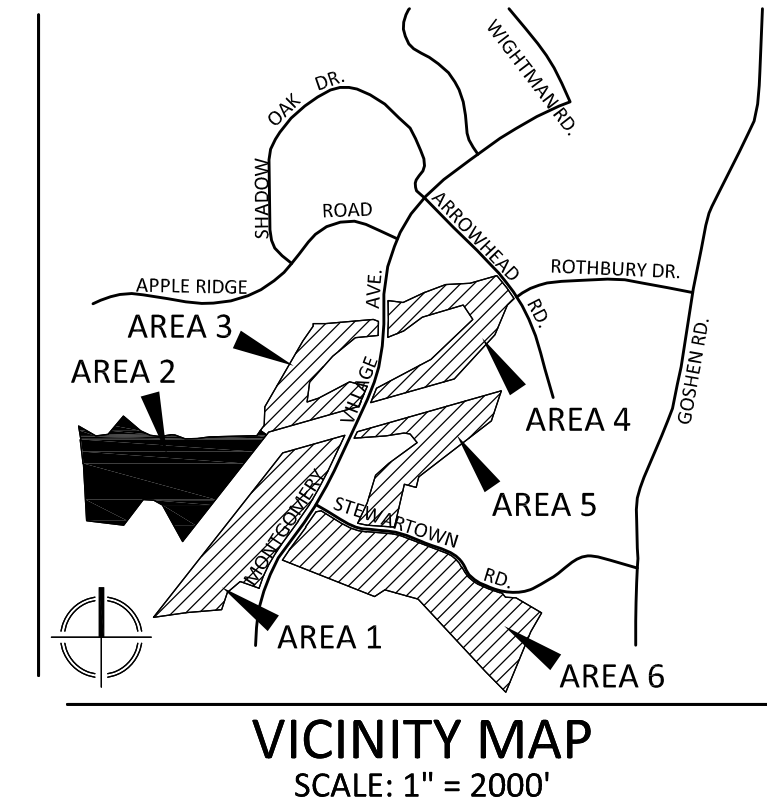 WIGHTMAN RD.
OAK DR.
SHADOW
ROAD
ARROWHEAD
RD.
ROTHBURY DR.
APPLE RIDGE
AVE.
AREA 3
AREA 2
VILLAGE
GOSHEN RD.
AREA 4
AREA 5
MONTGOMERY
STEWARTOWN
RD.
AREA 1
AREA 6
VICINITY MAP
SCALE: 1" = 2000'